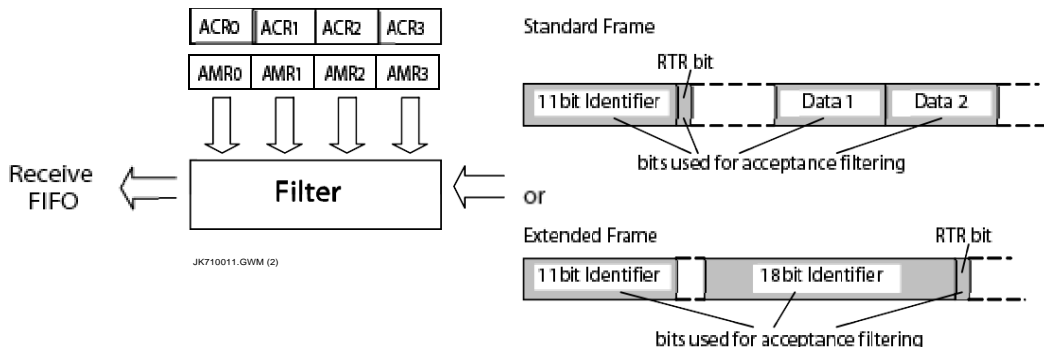 ACR0 ACR1 ACR2 ACR3
AMR0 AMR1 AMR2 AMR3
Receive
FIFO
Filter
JK710011.GWM (2)
Standard Frame
RTR bit
11bit Identifier Data 1 Data 2
bits used for acceptance filtering
or
Extended Frame
RTR bit
11bit Identifier 18bit Identifier
bits used for acceptance filtering